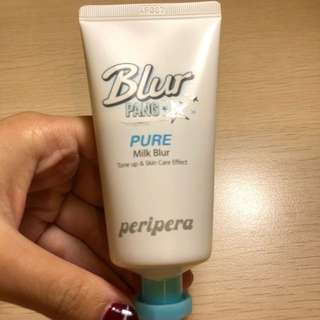 Blur
PANG
PURE
Milk Blur
Tone up & Skin Care Effect
peripera